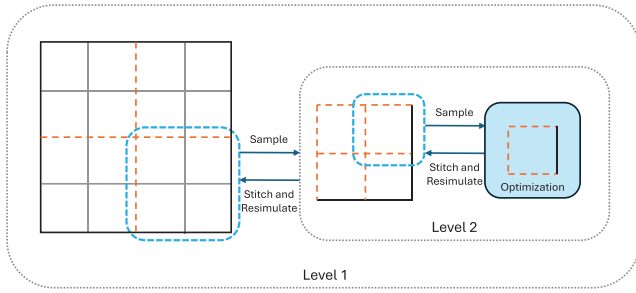 Sample
Stitch and
Resimulate
Sample
Stitch and
Resimulate
Optimization
Level 2
Level 1